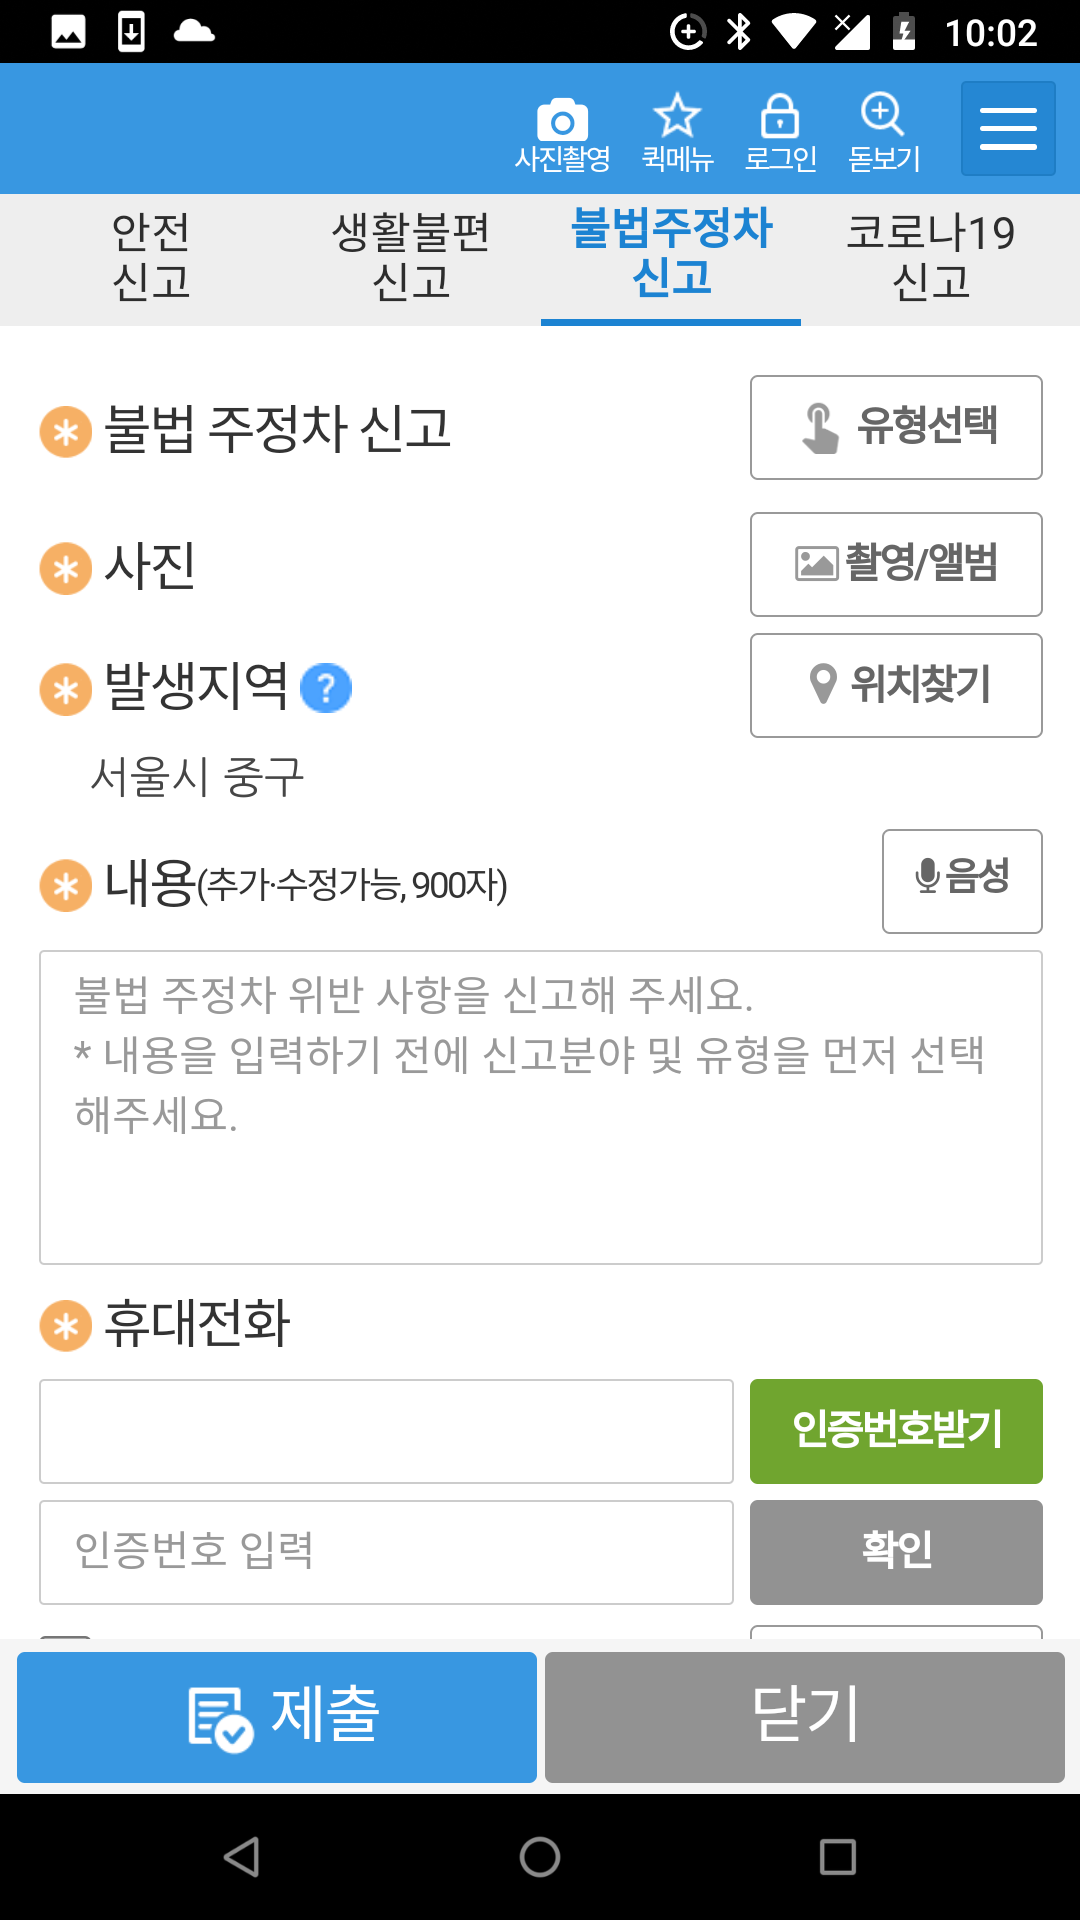 10:02
사진촬영 퀵메뉴 로그인 돋보기
안전
신고
생활불편
신고
불법주정차
신고
코로나19
신고
불법 주정차 신고
유형선택
사진
촬영/앨범
발생지역 ?
위치찾기
서울시 중구
내용(추가·수정가능, 900자)
음성
불법 주정차 위반 사항을 신고해 주세요.
* 내용을 입력하기 전에 신고분야 및 유형을 먼저 선택
해주세요.
휴대전화
인증번호받기
인증번호 입력
확인
제출
닫기